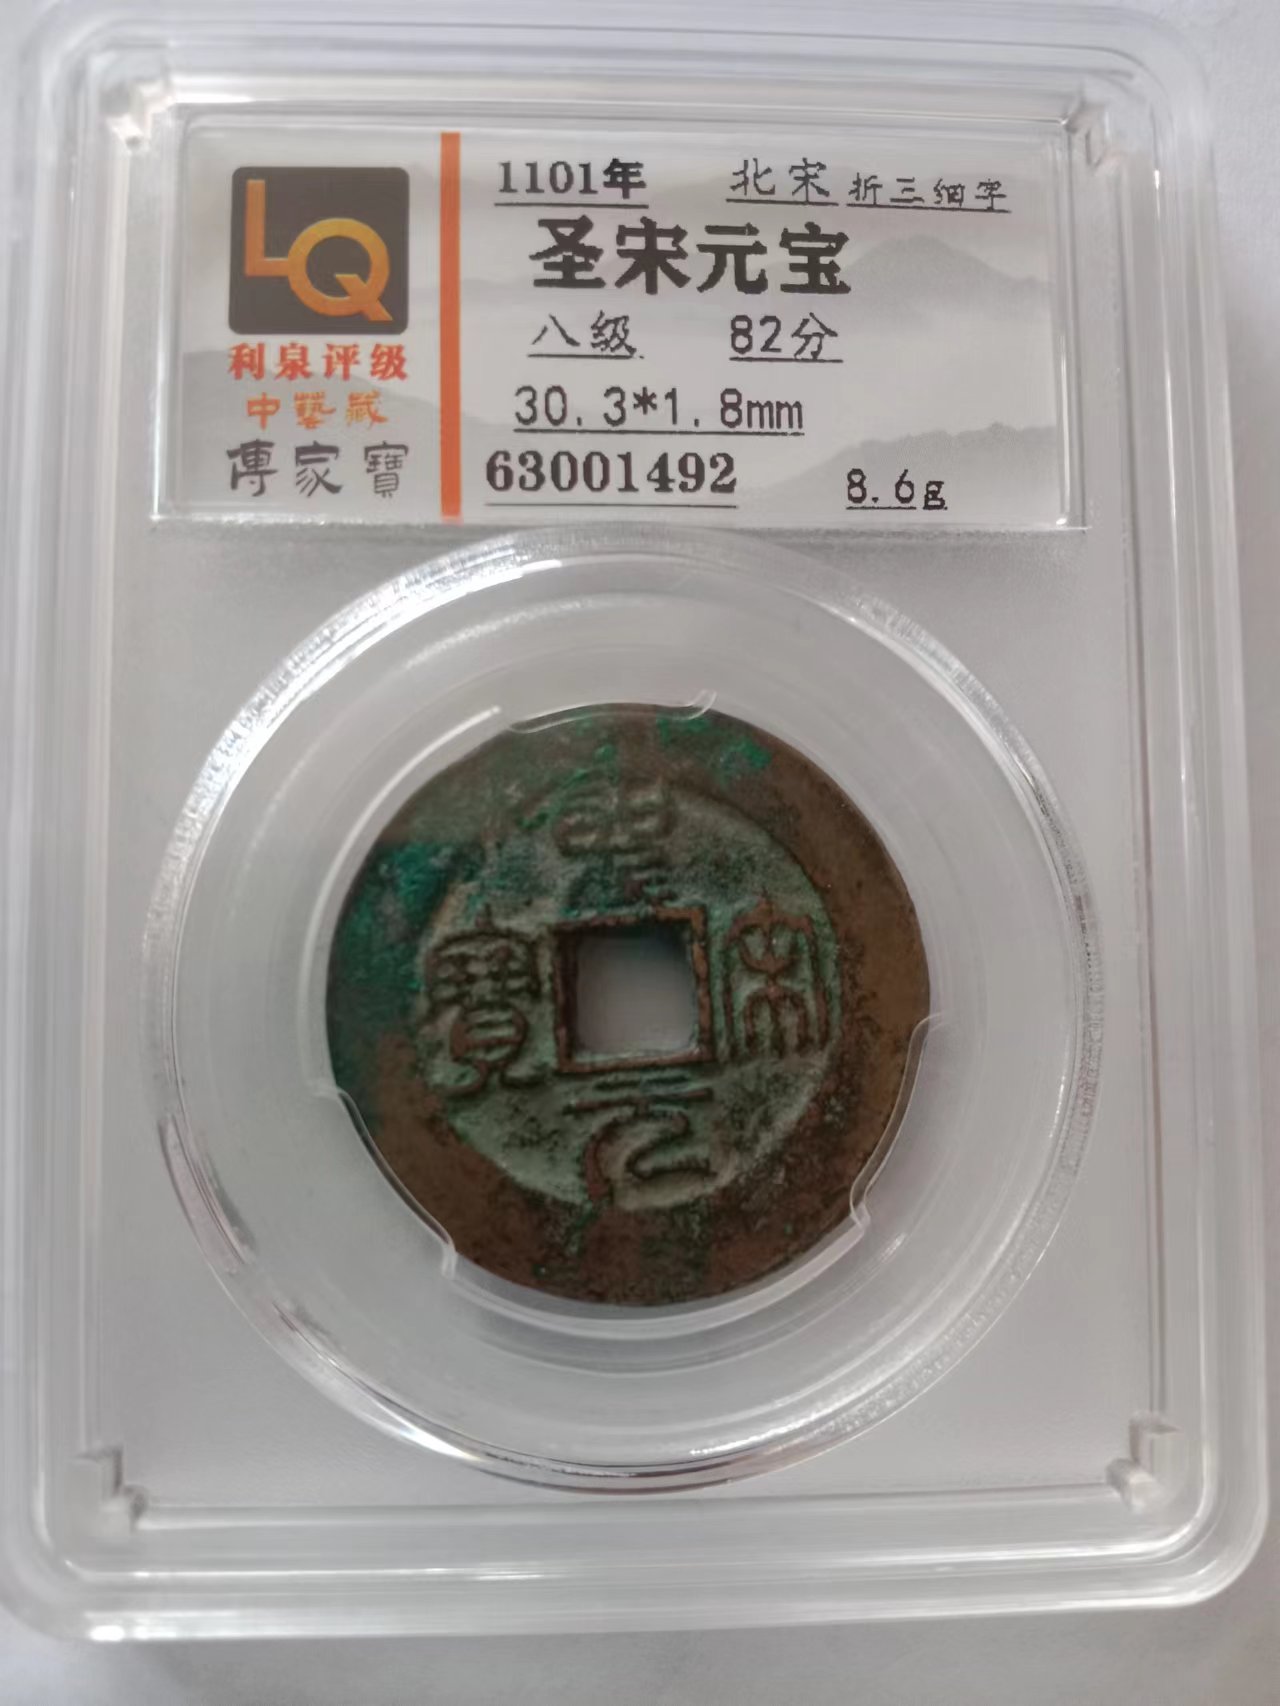 LQ
利泉评级
中藝藏
傳家寶
1101年 北宋 折三细字
圣宋元宝
八级 82分
30.3*1.8mm
63001492 8.6g
聖宋元寶